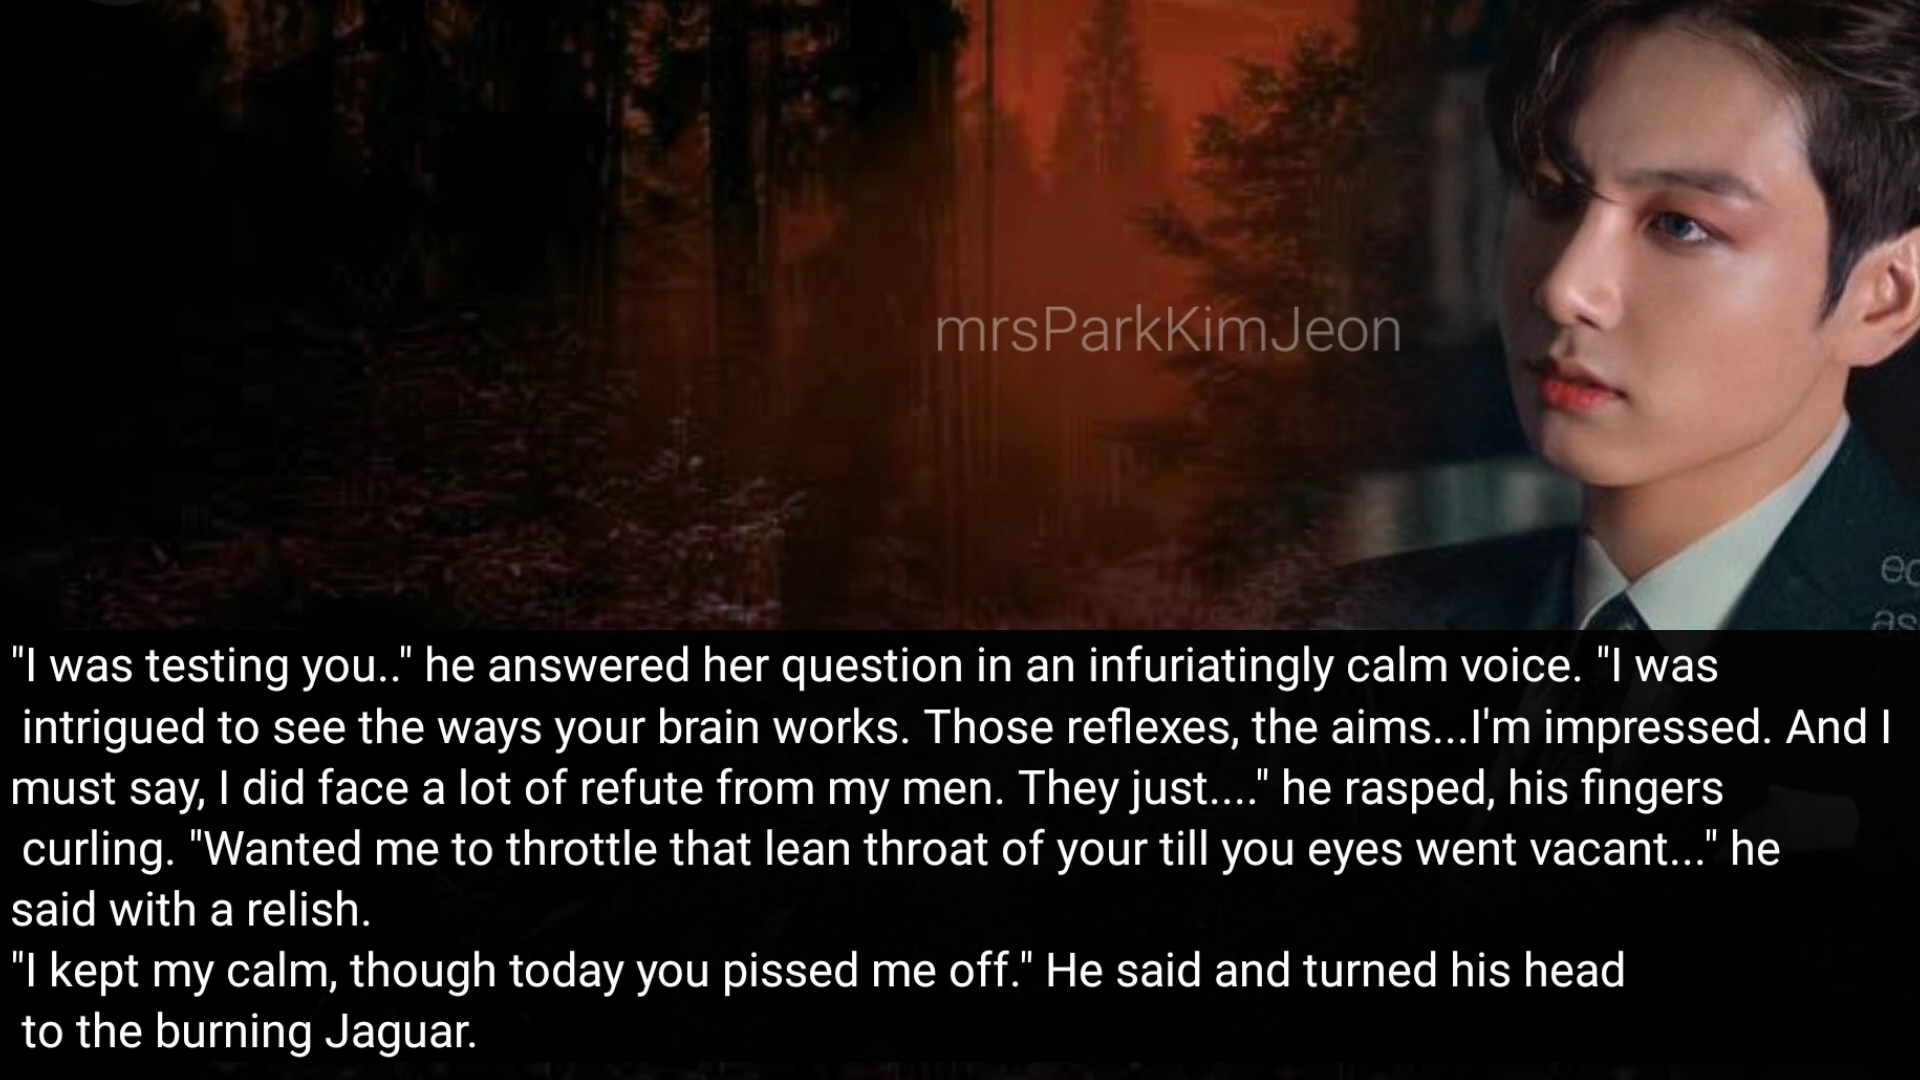 mrsParkKimJeon
ec
as
"I was testing you.." he answered her question in an infuriatingly calm voice. "I was
intrigued to see the ways your brain works. Those reflexes, the aims...I'm impressed. And I
must say, I did face a lot of refute from my men. They just...." he rasped, his fingers
curling. "Wanted me to throttle that lean throat of your till you eyes went vacant..." he
said with a relish.
"I kept my calm, though today you pissed me off." He said and turned his head
to the burning Jaguar.